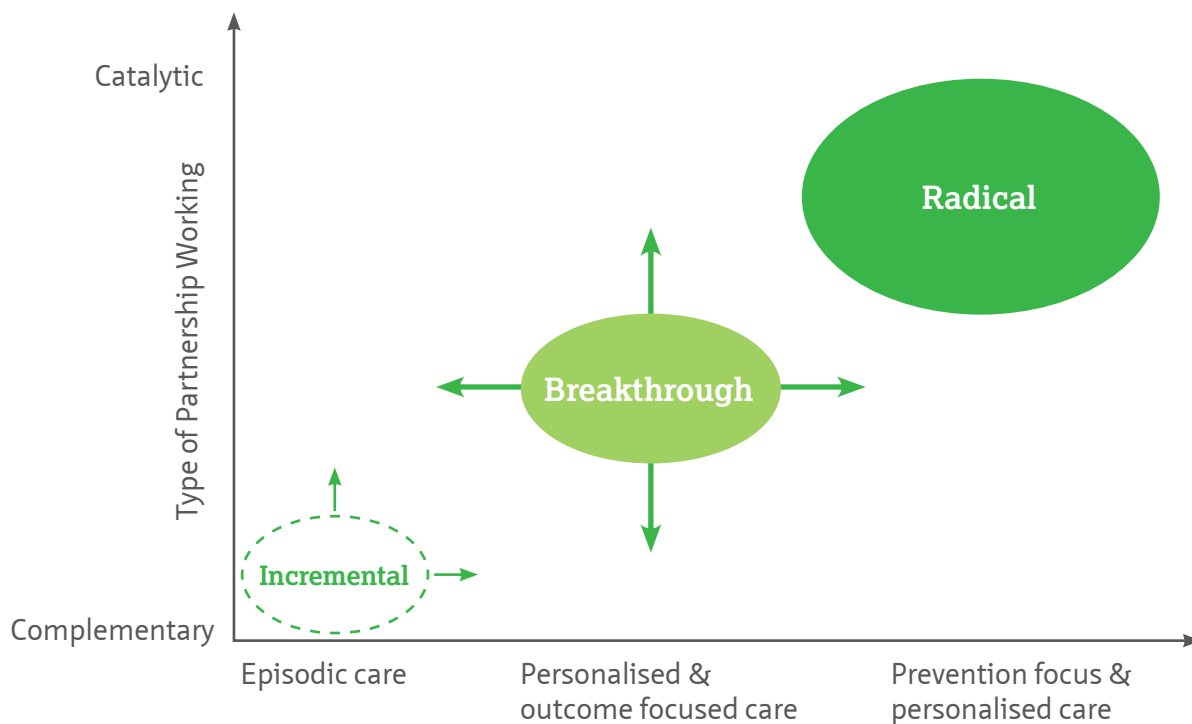 Catalytic
Type of Partnership Working
Radical
Breakthrough
Incremental
Complementary
Episodic care
Personalised &
outcome focused care
Prevention focus &
personalised care